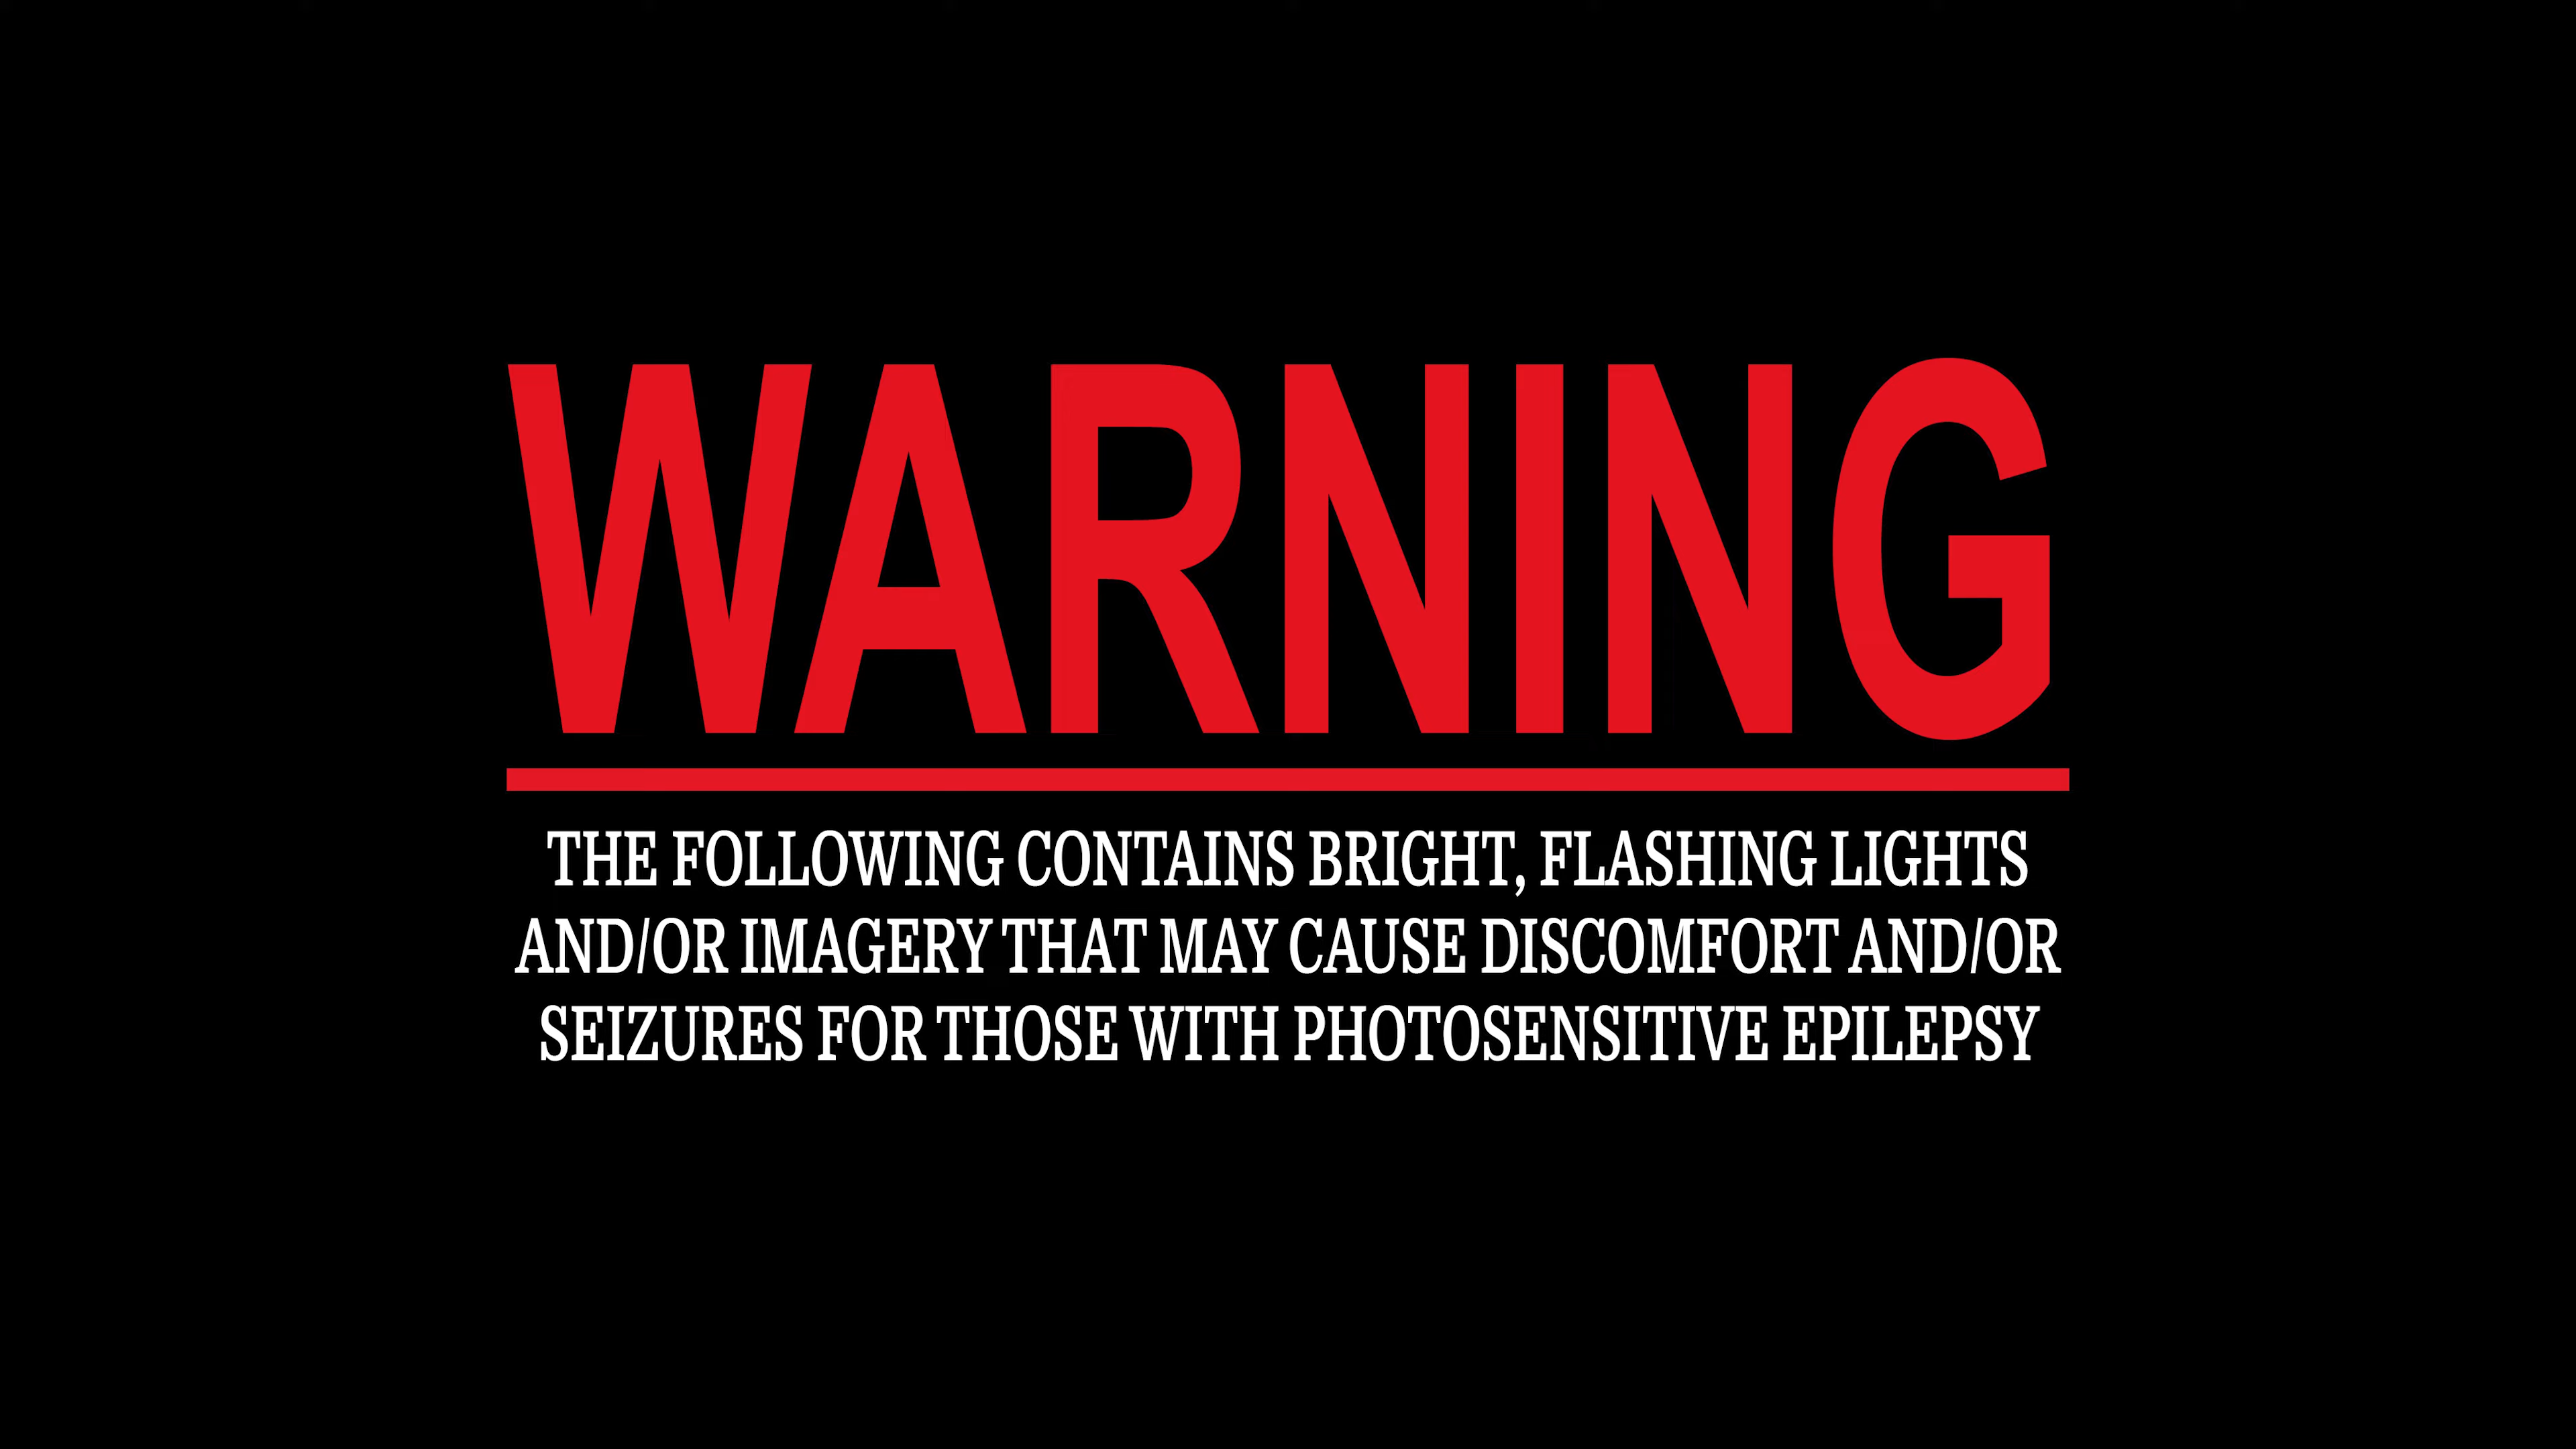 WARNING
THE FOLLOWING CONTAINS BRIGHT, FLASHING LIGHTS
AND/OR IMAGERY THAT MAY CAUSE DISCOMFORT AND/OR
SEIZURES FOR THOSE WITH PHOTOSENSITIVE EPILEPSY